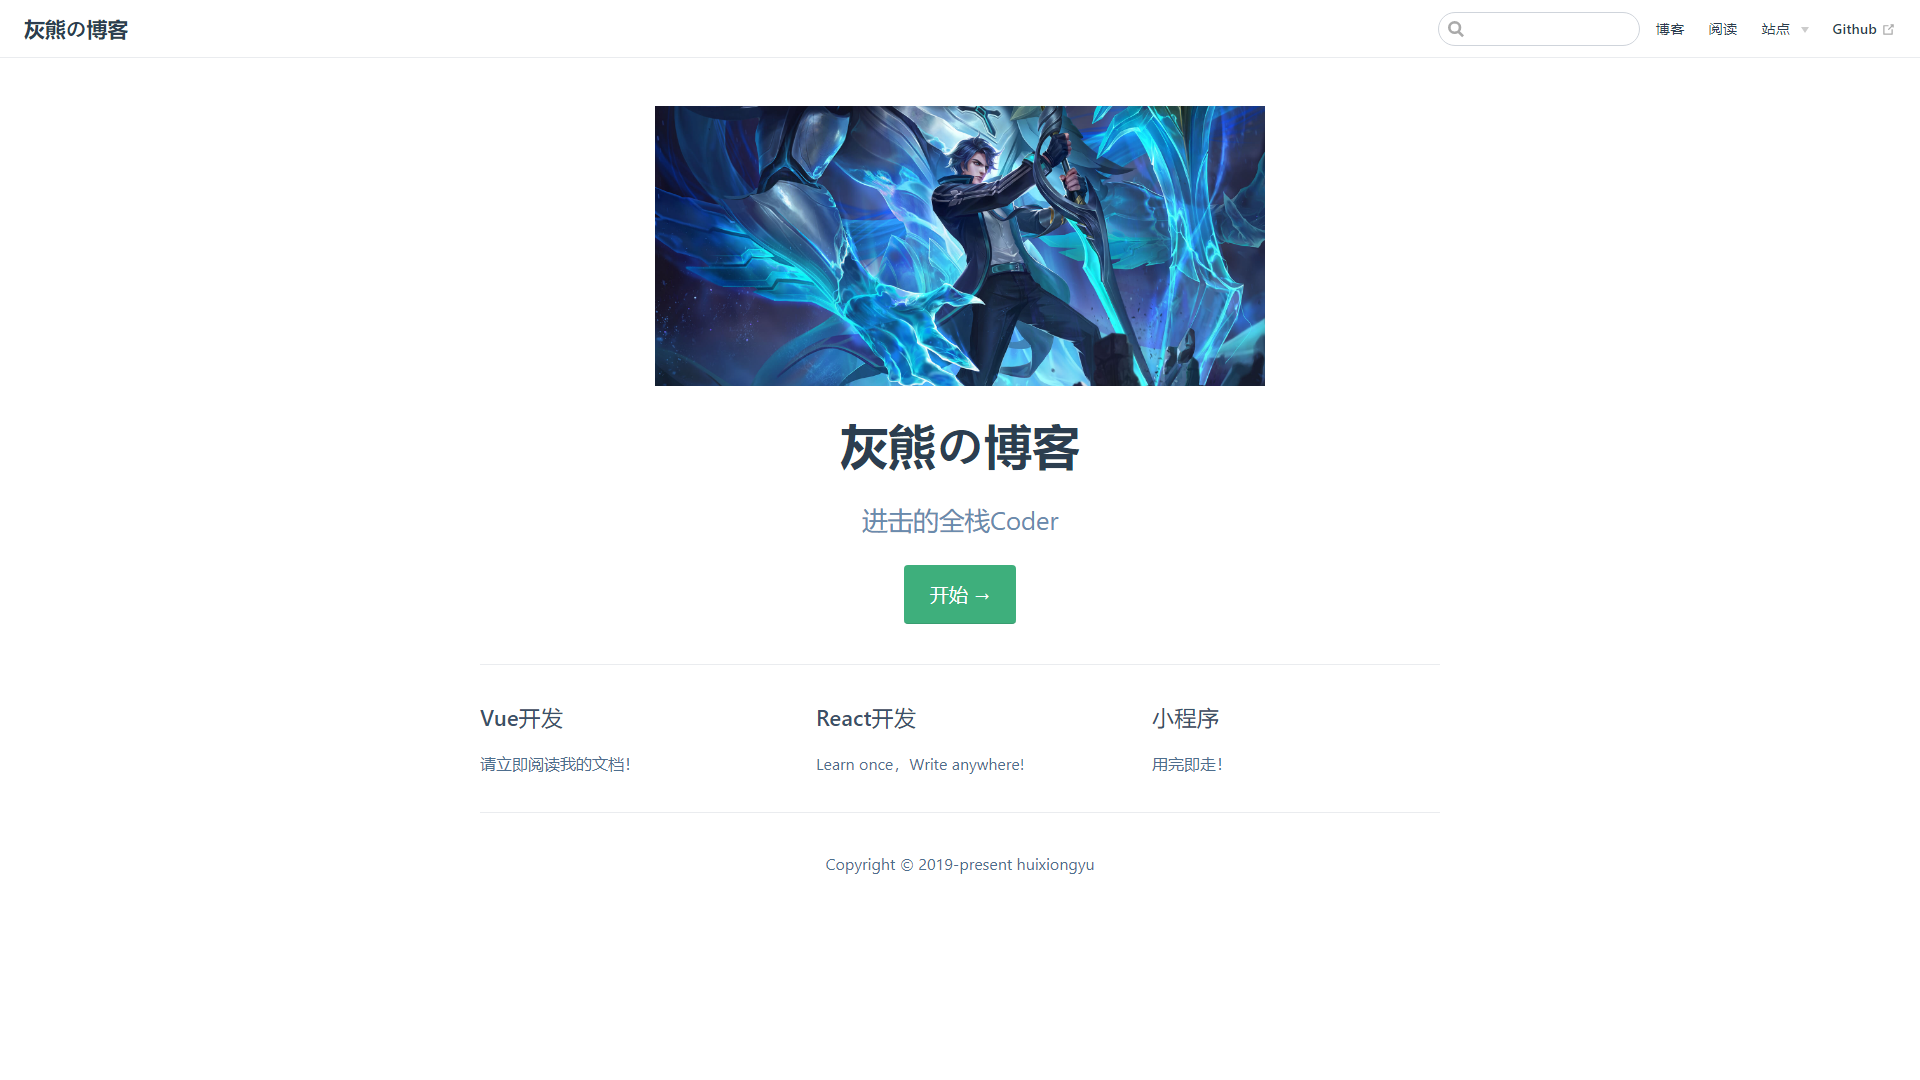 灰熊の博客
博客 阅读 站点 Github
灰熊の博客
进击的全栈Coder
开始 →
Vue开发
请立即阅读我的文档！
React开发
Learn once，Write anywhere!
小程序
用完即走！
Copyright © 2019-present huixiongyu